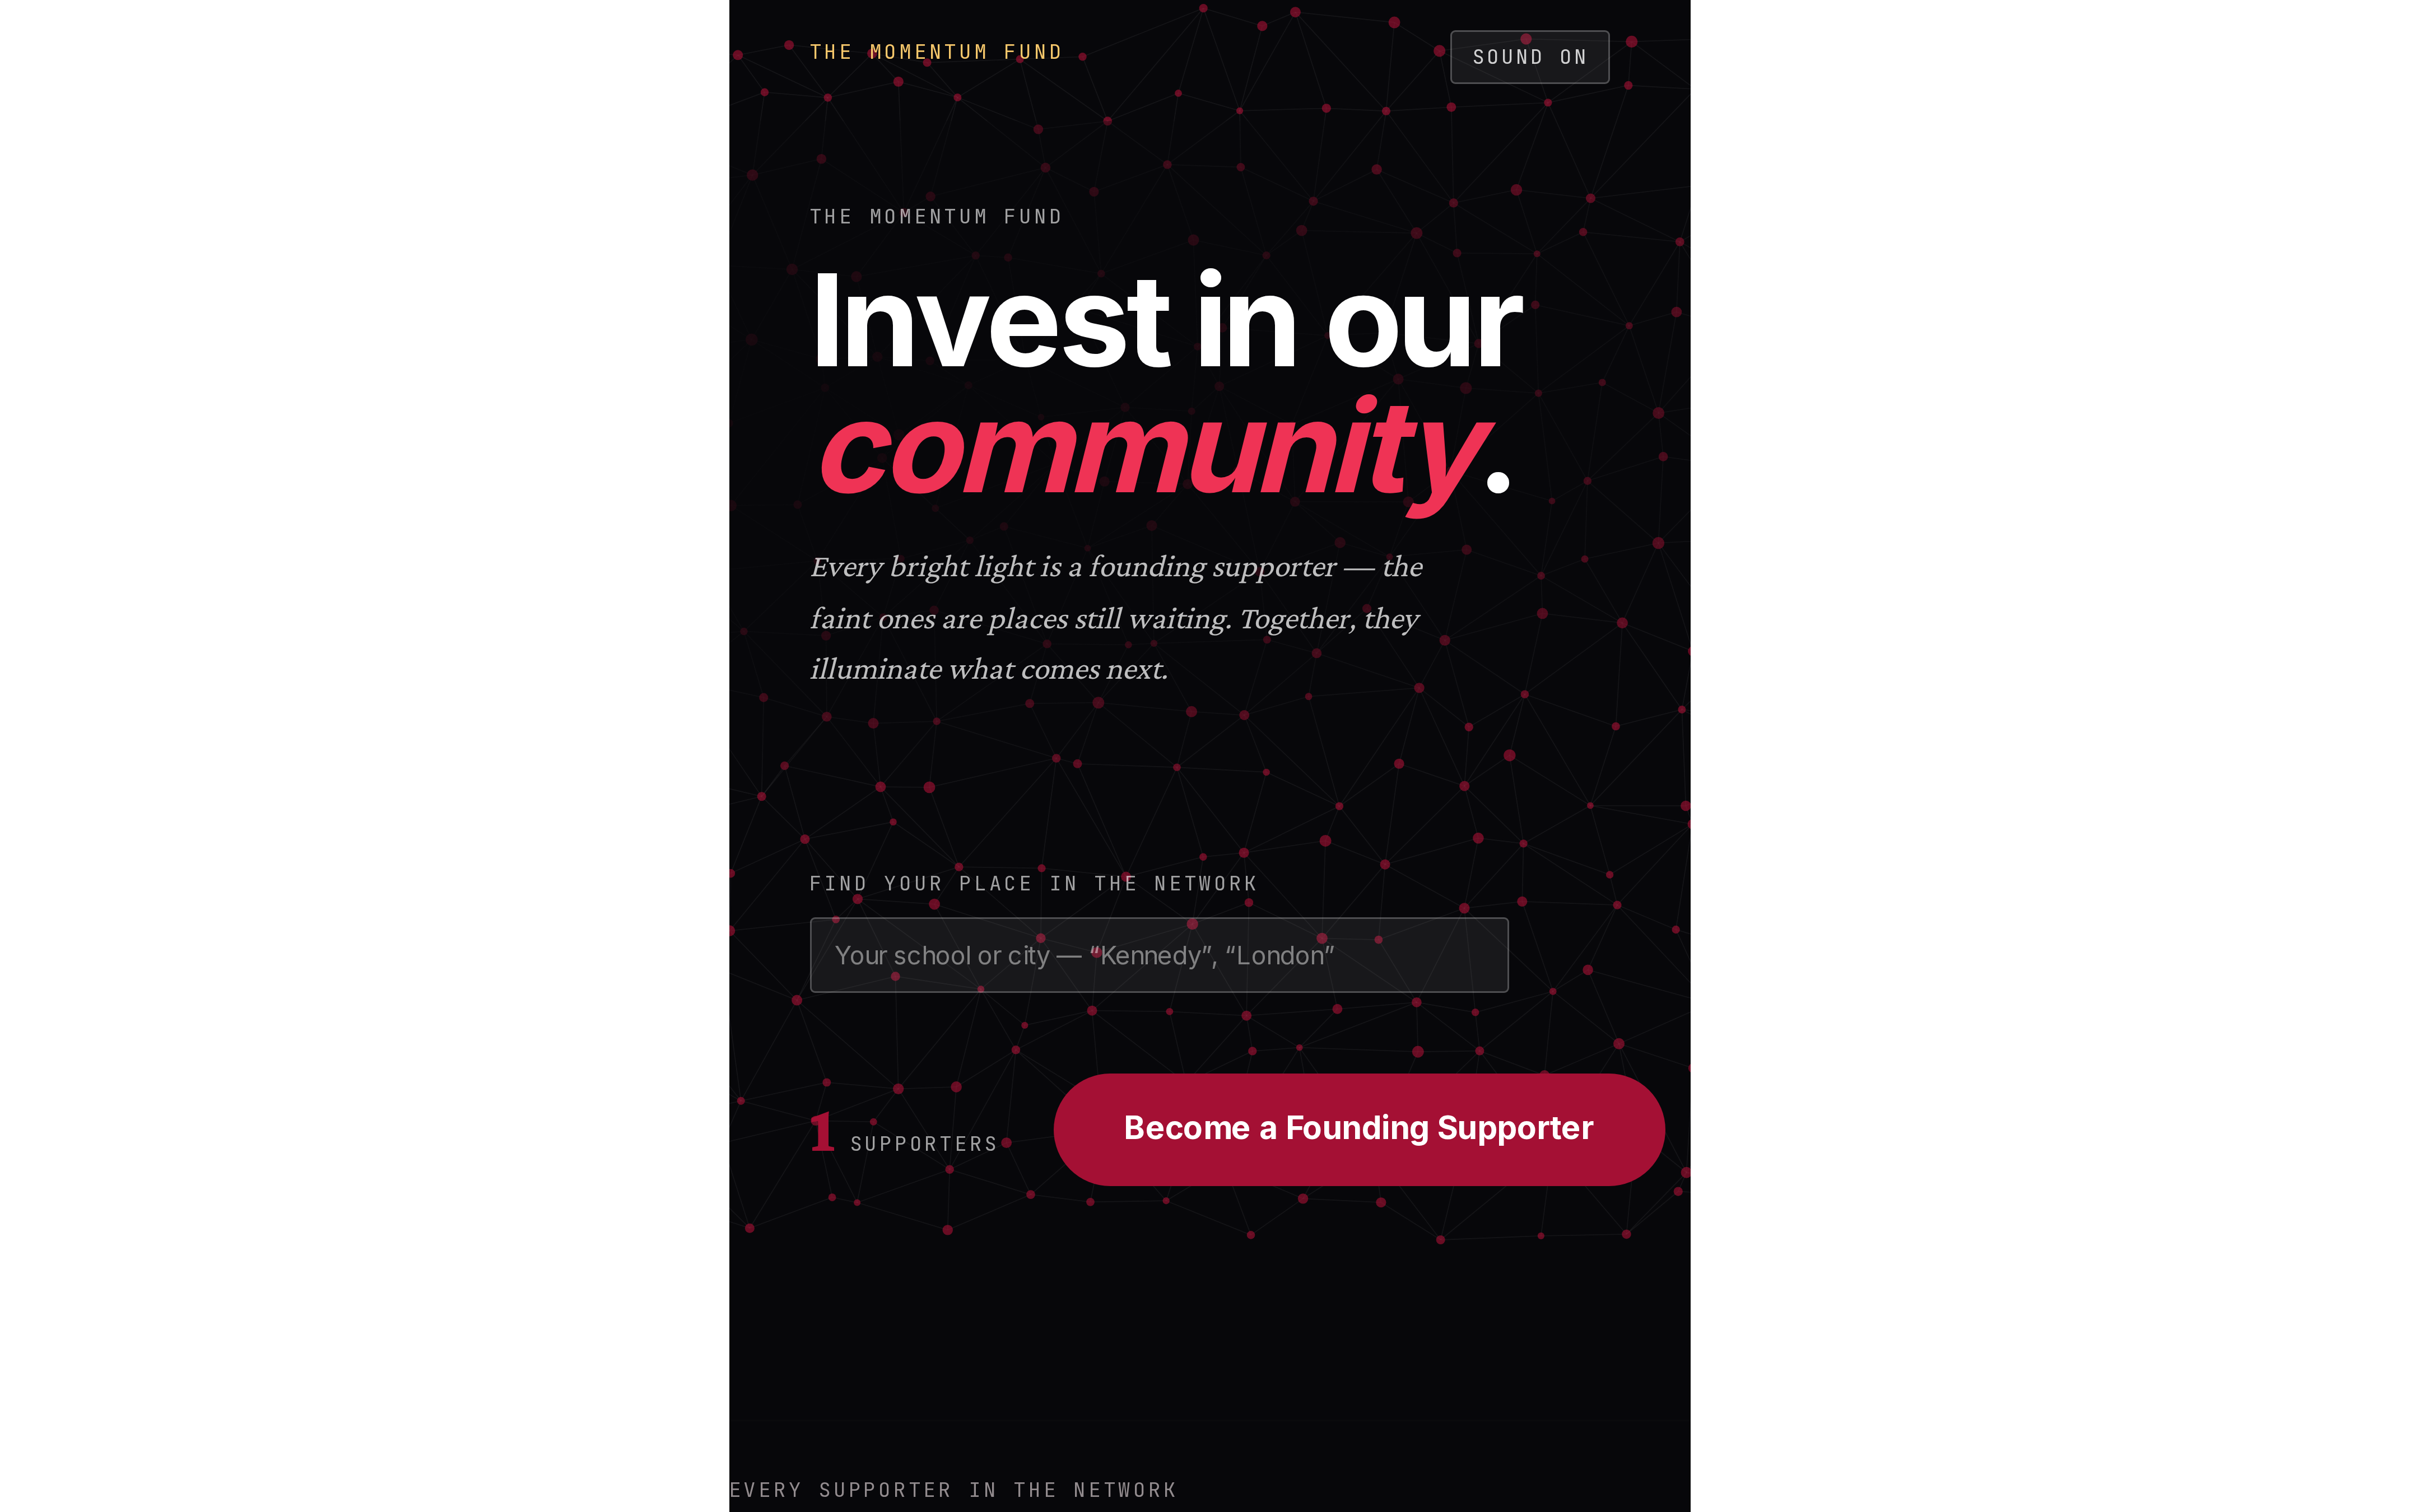 THE MOMENTUM FUND
SOUND ON
THE MOMENTUM FUND
Invest in our
community.
Every bright light is a founding supporter — the
faint ones are places still waiting. Together, they
illuminate what comes next.
FIND YOUR PLACE IN THE NETWORK
Your school or city — “Kennedy”, “London”
1 SUPPORTERS
Become a Founding Supporter
EVERY SUPPORTER IN THE NETWORK